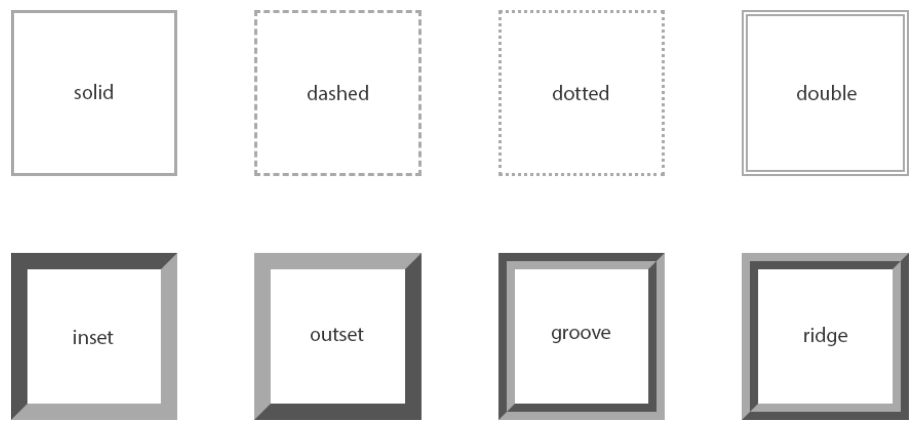 solid
dashed
dotted
double
inset
outset
groove
ridge